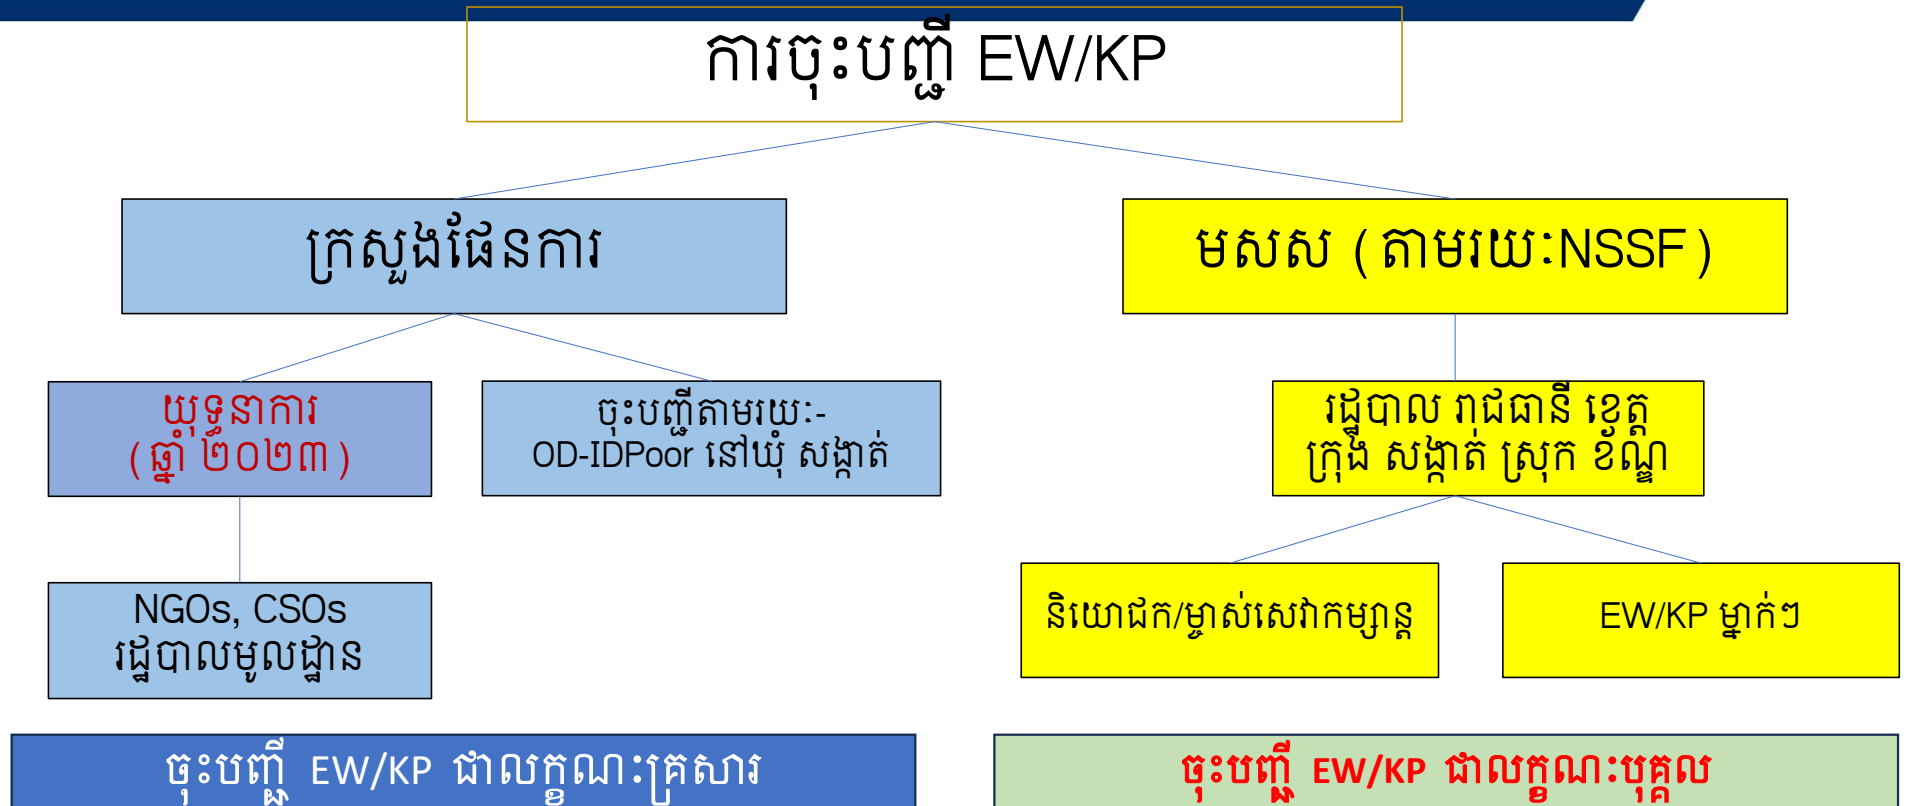 ការចុះបញ្ជី EW/KP
ក្រសួងផែនការ
មសស (តាមរយៈNSSF)
យុទ្ធនាការ
(ឆ្នាំ ២០២៣)
ចុះបញ្ជីតាមរយៈ-
OD-IDPoor នៅឃុំ សង្កាត់
រដ្ឋបាល រាជធានី ខេត្ត
ក្រុង សង្កាត់ ស្រុក ខ័ណ្ឌ
NGOs, CSOs
រដ្ឋបាលមូលដ្ឋាន
និយោជក/ម្ចាស់សេវាកម្សាន្ត
EW/KP ម្នាក់ៗ
ចុះបញ្ជី EW/KP ជាលក្ខណៈគ្រសារ
ចុះបញ្ជី EW/KP ជាលក្ខណៈបុគ្គល